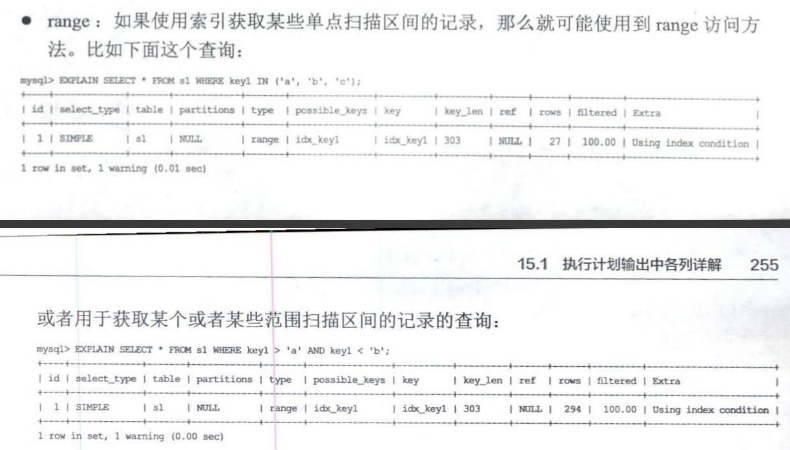 ● range：如果使用索引获取某些单点扫描区间的记录，那么就可能使用到 range 访问方
法。比如下面这个查询：
mysql> EXPLAIN SELECT * FROM s1 WHERE key1 IN ('a', 'b', 'c');
| id | select_type | table | partitions | type | possible_keys | key | key_len | ref | rows | filtered | Extra |
| 1 | SIMPLE | s1 | NULL | range | idx_key1 | idx_key1 | 303 | NULL | 27 | 100.00 | Using index condition |
1 row in set, 1 warning (0.01 sec)
15.1 执行计划输出中各列详解 255
或者用于获取某个或者某些范围扫描区间的记录的查询：
mysql> EXPLAIN SELECT * FROM s1 WHERE key1 > 'a' AND key1 < 'b';
| id | select_type | table | partitions | type | possible_keys | key | key_len | ref | rows | filtered | Extra |
| 1 | SIMPLE | s1 | NULL | range | idx_key1 | idx_key1 | 303 | NULL | 294 | 100.00 | Using index condition |
1 row in set, 1 warning (0.00 sec)